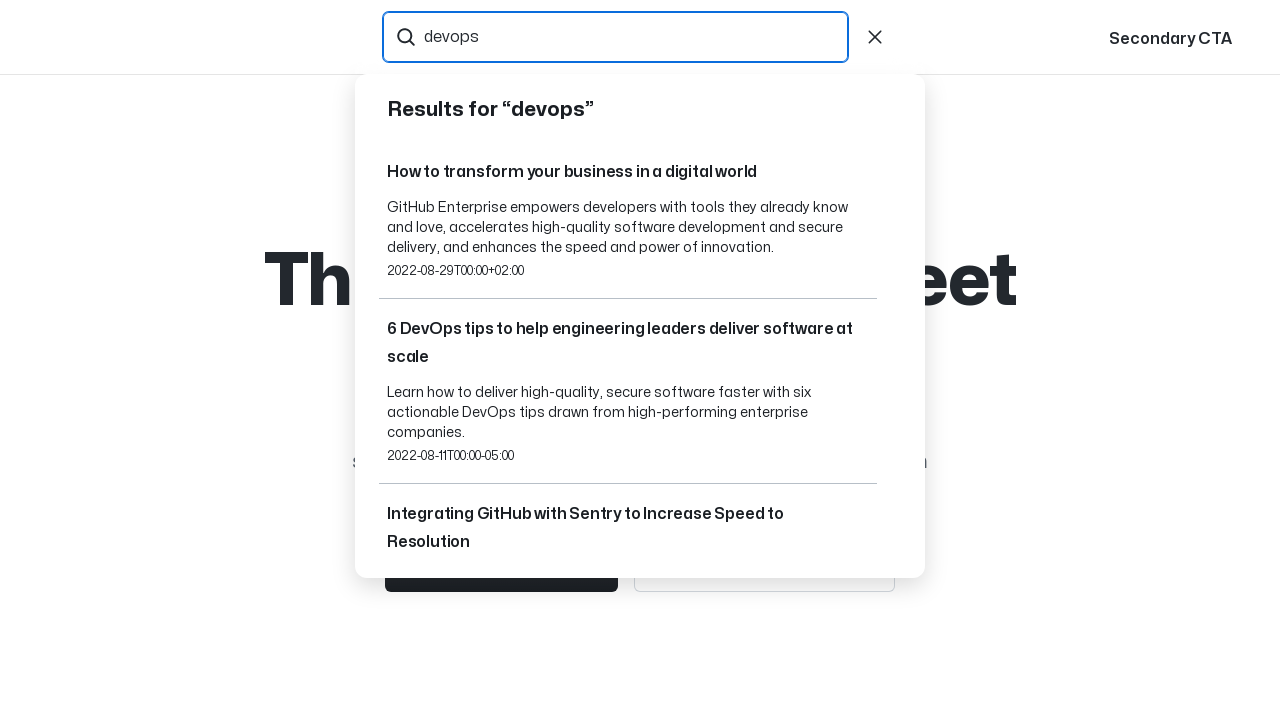 devops
Secondary CTA
Results for “devops”
How to transform your business in a digital world
GitHub Enterprise empowers developers with tools they already know
and love, accelerates high-quality software development and secure
delivery, and enhances the speed and power of innovation.
2022-08-29T00:00+02:00
Th
eet
6 DevOps tips to help engineering leaders deliver software at
scale
Learn how to deliver high-quality, secure software faster with six
actionable DevOps tips drawn from high-performing enterprise
companies.
2022-08-11T00:00-05:00
Integrating GitHub with Sentry to Increase Speed to
Resolution